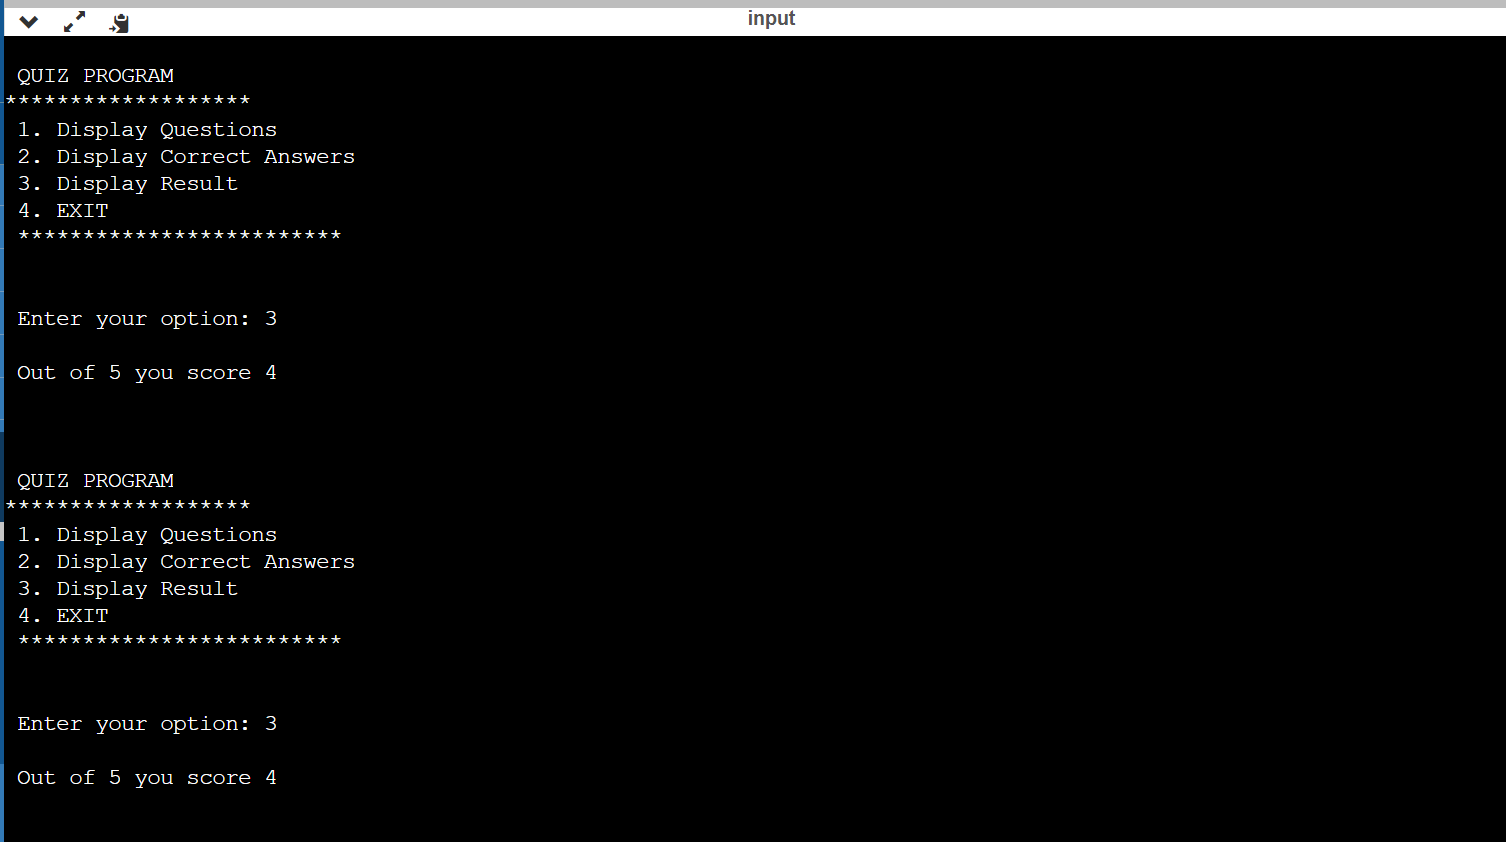 input
QUIZ PROGRAM
*******************
1. Display Questions
2. Display Correct Answers
3. Display Result
4. EXIT
*************************
Enter your option: 3
Out of 5 you score 4
QUIZ PROGRAM
*******************
1. Display Questions
2. Display Correct Answers
3. Display Result
4. EXIT
*************************
Enter your option: 3
Out of 5 you score 4